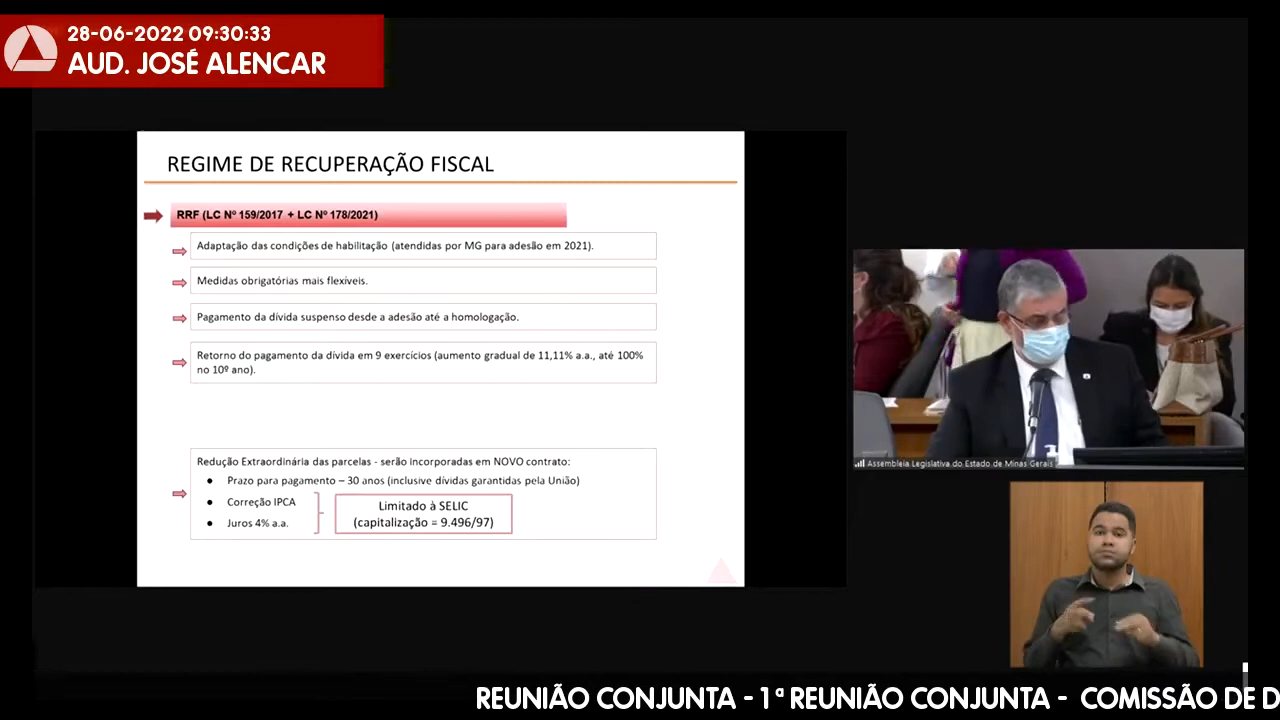 28-06-2022 09:30:33
AUD. JOSÉ ALENCAR
REGIME DE RECUPERAÇÃO FISCAL
RRF (LC Nº 159/2017 + LC Nº 178/2021)
Adaptação das condições de habilitação (atendidas por MG para adesão em 2021).
Medidas obrigatórias mais flexíveis.
Pagamento da dívida suspenso desde a adesão até a homologação.
Retorno do pagamento da dívida em 9 exercícios (aumento gradual de 11,11% a.a., até 100%
no 10º ano).
Redução Extraordinária das parcelas - serão incorporadas em NOVO contrato:
● Prazo para pagamento – 30 anos (inclusive dívidas garantidas pela União)
● Correção IPCA
● Juros 4% a.a.
Limitado à SELIC
(capitalização = 9.496/97)
Assembleia Legislativa do Estado de Minas Gerais
REUNIÃO CONJUNTA - 1ª REUNIÃO CONJUNTA - COMISSÃO DE D